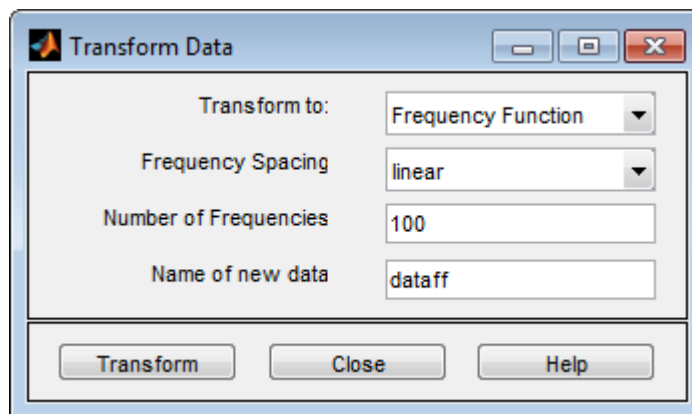 Transform Data
Transform to: Frequency Function
Frequency Spacing linear
Number of Frequencies 100
Name of new data dataff
Transform Close Help